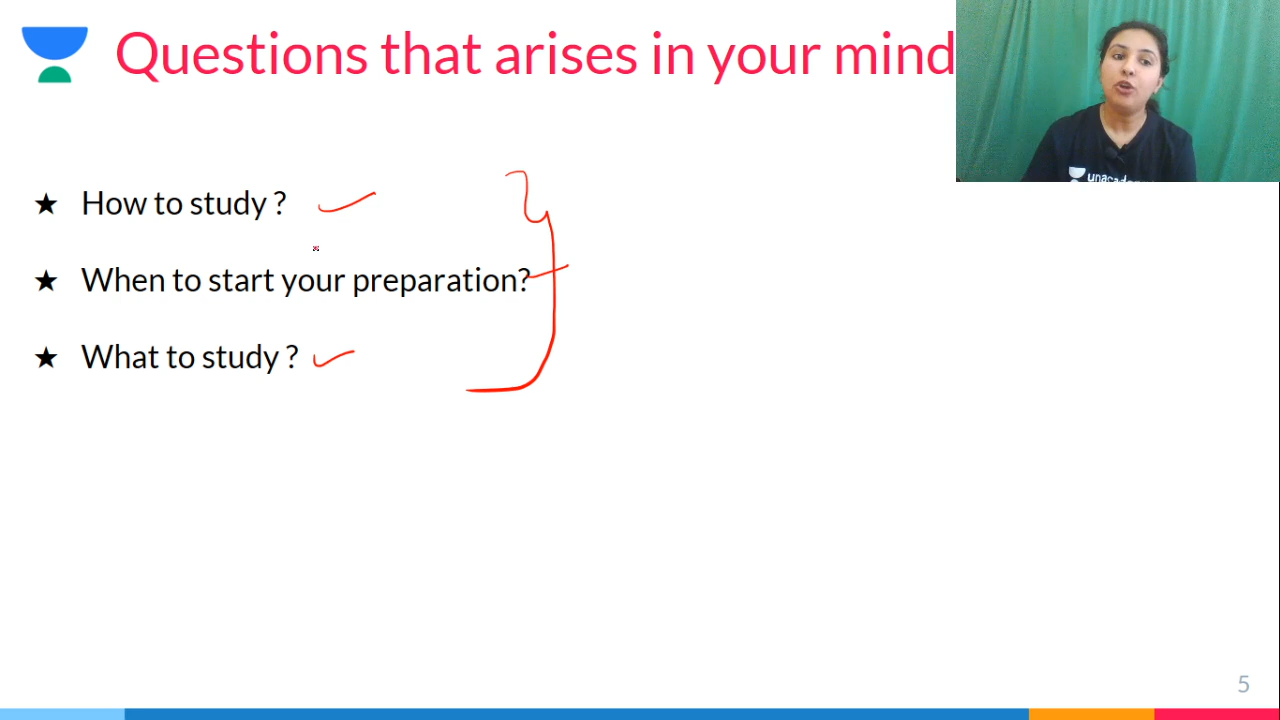 Questions that arises in your mind
★ How to study ?
★ When to start your preparation?
★ What to study ?
5